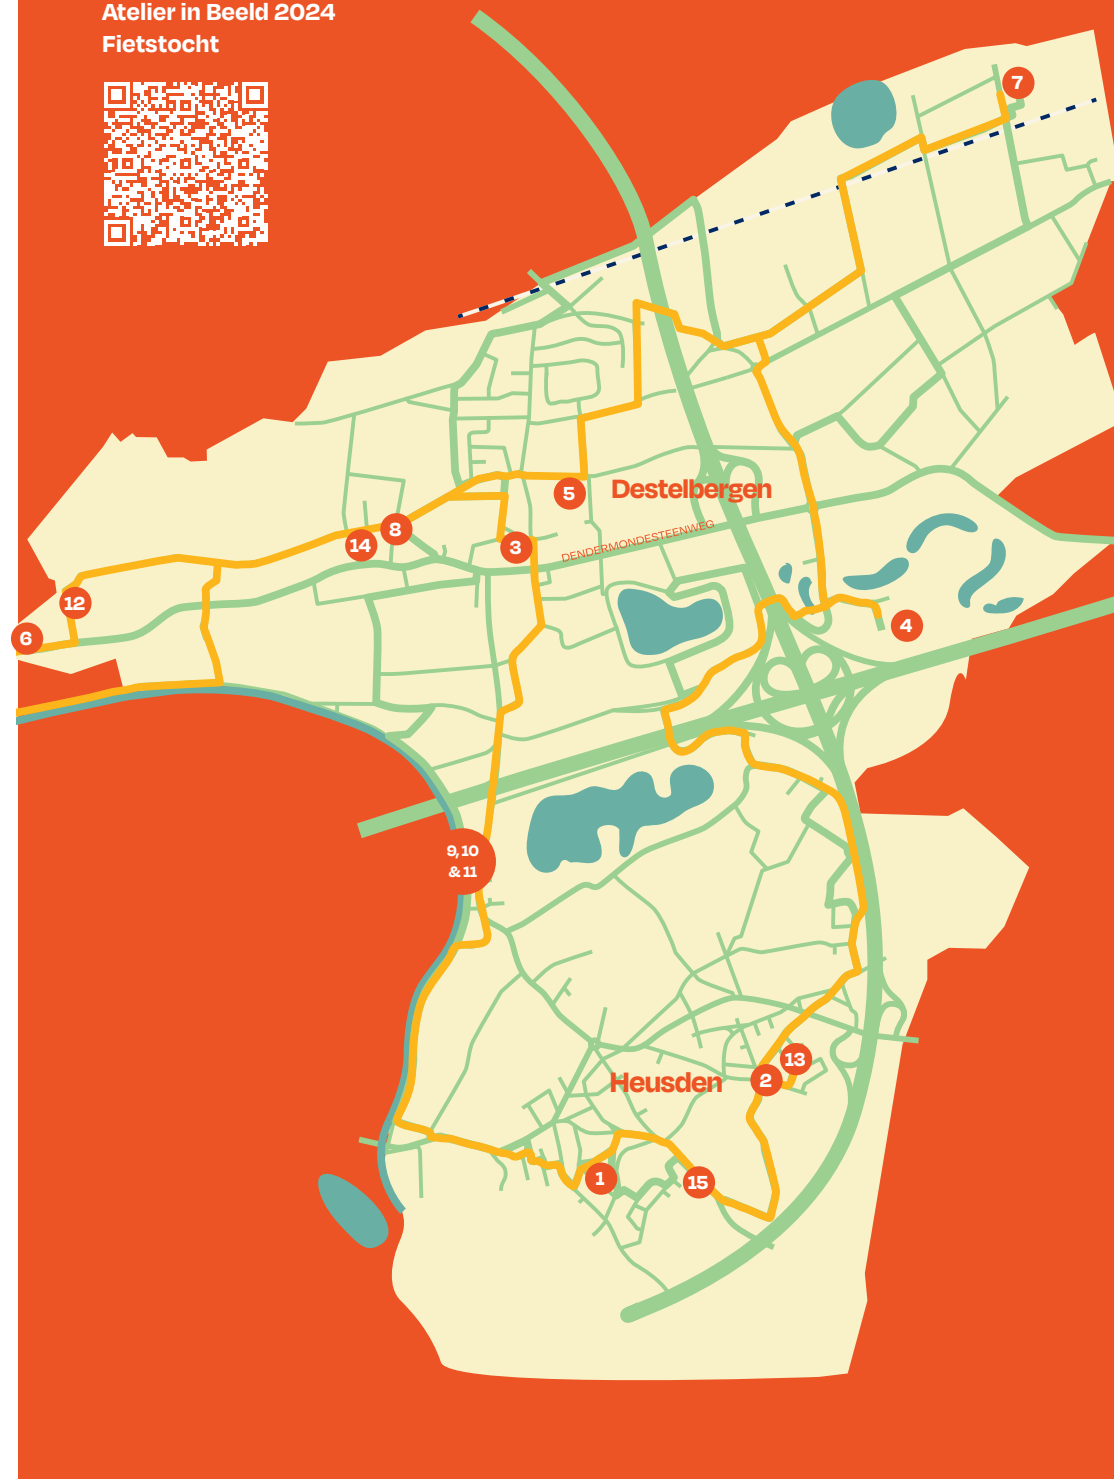 Atelier in Beeld 2024
Fietstocht
7
Destelbergen
5
DENDERMONDESTEENWEG
8
14
3
12
6
4
9, 10
& 11
13
Heusden
2
1
15